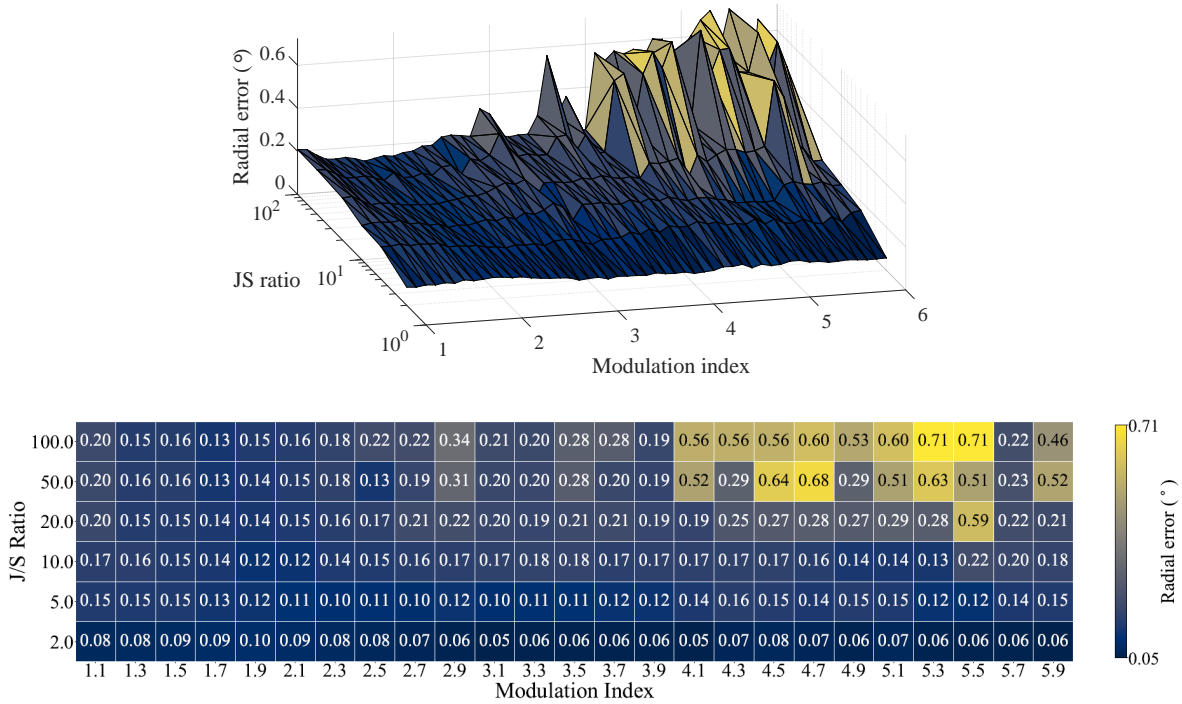 0.6
0.4
0.2
0
Radial error (°)
10²
10¹
10⁰
JS ratio
1
2
3
4
5
6
Modulation index
100.0 0.20 0.15 0.16 0.13 0.15 0.16 0.18 0.22 0.22 0.34 0.21 0.20 0.28 0.28 0.19 0.56 0.56 0.56 0.60 0.53 0.60 0.71 0.71 0.22 0.46
50.0 0.20 0.16 0.16 0.13 0.14 0.15 0.18 0.13 0.19 0.31 0.20 0.20 0.28 0.20 0.19 0.52 0.29 0.64 0.68 0.29 0.51 0.63 0.51 0.23 0.52
20.0 0.20 0.15 0.15 0.14 0.14 0.15 0.16 0.17 0.21 0.22 0.20 0.19 0.21 0.21 0.19 0.19 0.25 0.27 0.28 0.27 0.29 0.28 0.59 0.22 0.21
10.0 0.17 0.16 0.15 0.14 0.12 0.12 0.14 0.15 0.16 0.17 0.17 0.18 0.18 0.17 0.17 0.17 0.17 0.17 0.16 0.14 0.14 0.13 0.22 0.20 0.18
5.0 0.15 0.15 0.15 0.13 0.12 0.11 0.10 0.11 0.10 0.12 0.10 0.11 0.11 0.12 0.12 0.14 0.16 0.15 0.14 0.15 0.15 0.12 0.12 0.14 0.15
2.0 0.08 0.08 0.09 0.09 0.10 0.09 0.08 0.08 0.07 0.06 0.05 0.06 0.06 0.06 0.06 0.05 0.07 0.08 0.07 0.06 0.07 0.06 0.06 0.06 0.06
1.1 1.3 1.5 1.7 1.9 2.1 2.3 2.5 2.7 2.9 3.1 3.3 3.5 3.7 3.9 4.1 4.3 4.5 4.7 4.9 5.1 5.3 5.5 5.7 5.9
J/S Ratio
Modulation Index
0.71
0.05
Radial error (°)